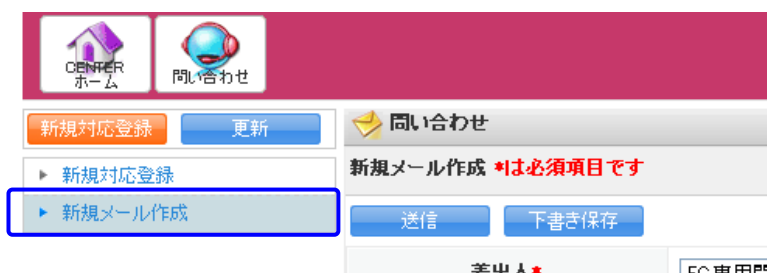 CENTER
ホーム
問い合わせ
新規対応登録
更新
新規対応登録
新規メール作成
問い合わせ
新規メール作成 *は必須項目です
送信
下書き保存
差出人*